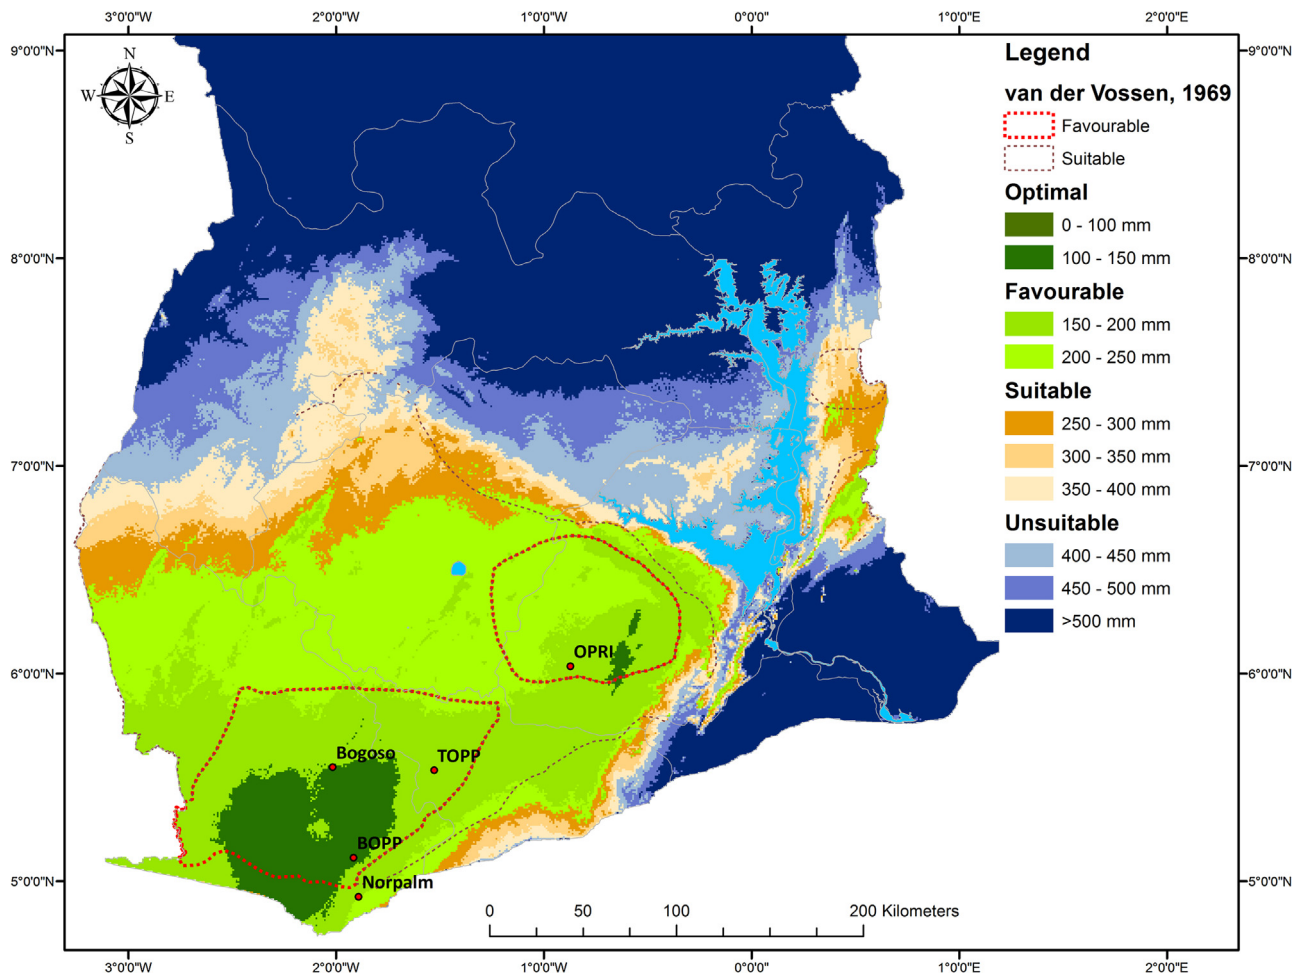 3°0'0"W 2°0'0"W 1°0'0"W 0°0'0" 1°0'0"E 2°0'0"E
9°0'0"N 9°0'0"N
N
W E
S
Legend
van der Vossen, 1969
Favourable
Suitable
Optimal
0 - 100 mm
100 - 150 mm
Favourable
150 - 200 mm
200 - 250 mm
Suitable
250 - 300 mm
300 - 350 mm
350 - 400 mm
Unsuitable
400 - 450 mm
450 - 500 mm
>500 mm
8°0'0"N 8°0'0"N
7°0'0"N 7°0'0"N
OPRI
6°0'0"N 6°0'0"N
Bogoso TOPP
BOPP
5°0'0"N Norpalm 5°0'0"N
0 50 100 200 Kilometers
3°0'0"W 2°0'0"W 1°0'0"W 0°0'0" 1°0'0"E 2°0'0"E